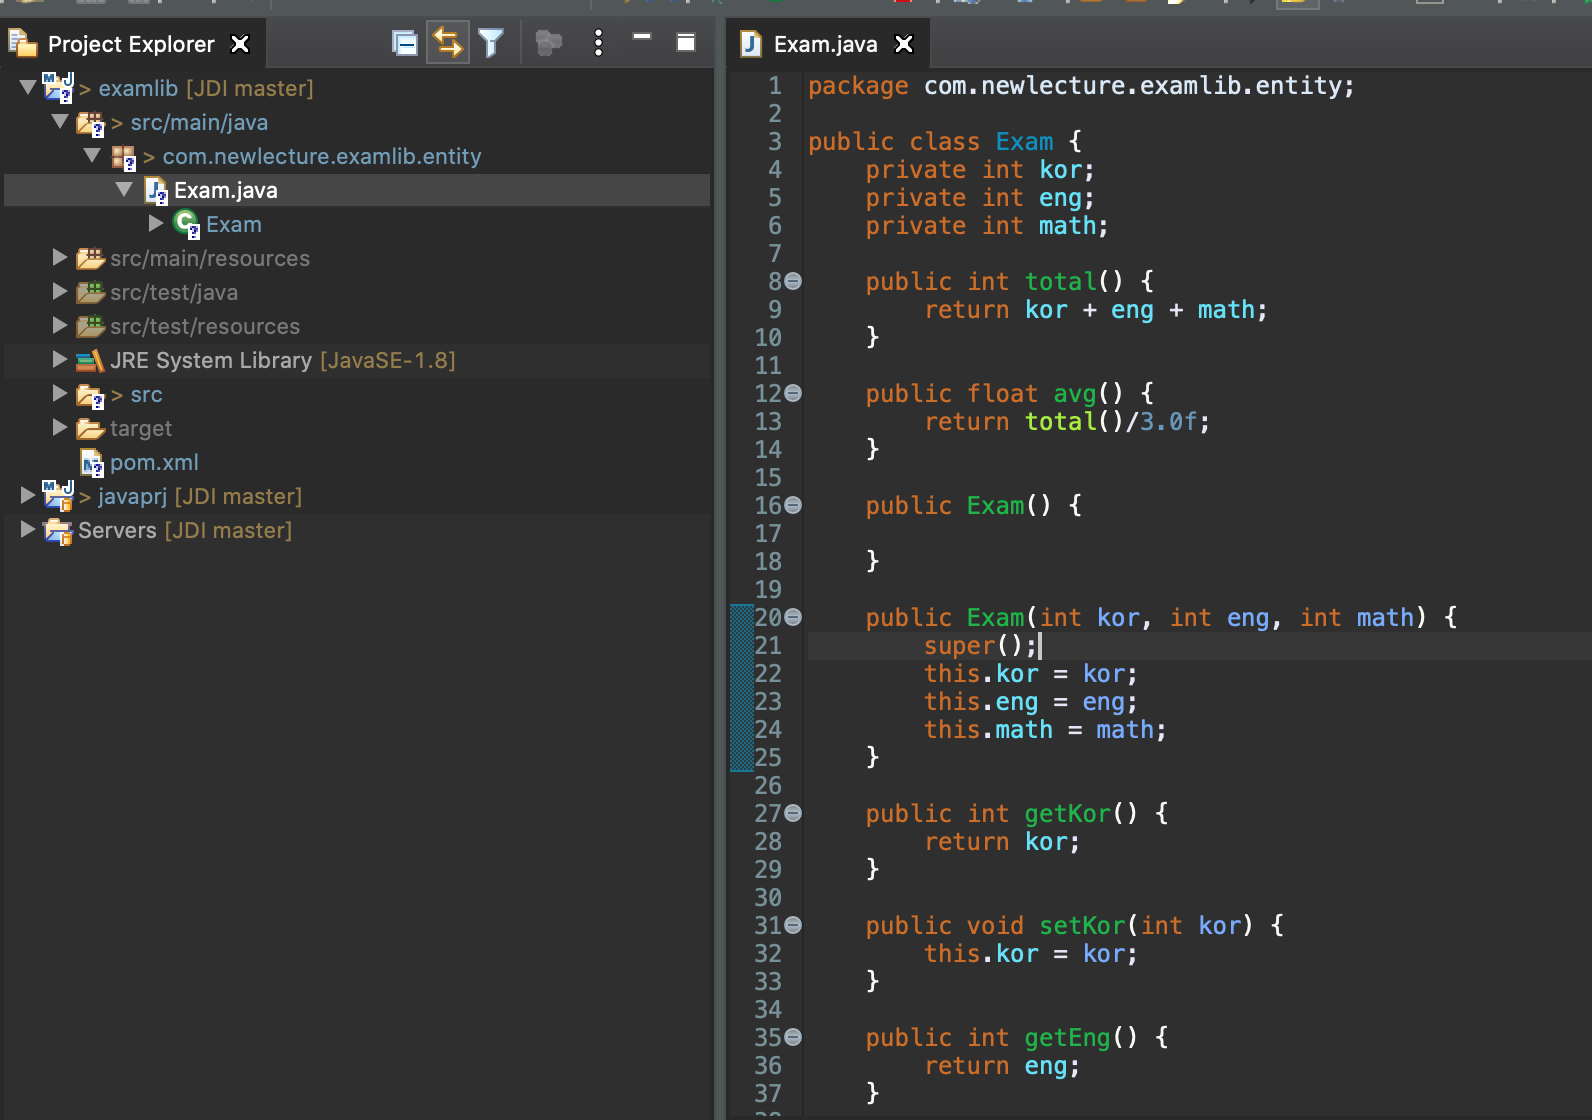 Project Explorer
> examlib [JDI master]
> src/main/java
> com.newlecture.examlib.entity
Exam.java
Exam
src/main/resources
src/test/java
src/test/resources
JRE System Library [JavaSE-1.8]
> src
target
pom.xml
> javaprj [JDI master]
Servers [JDI master]
Exam.java
1 package com.newlecture.examlib.entity;
2
3 public class Exam {
4     private int kor;
5     private int eng;
6     private int math;
7
8     public int total() {
9         return kor + eng + math;
10     }
11
12     public float avg() {
13         return total()/3.0f;
14     }
15
16     public Exam() {
17
18     }
19
20     public Exam(int kor, int eng, int math) {
21         super();
22         this.kor = kor;
23         this.eng = eng;
24         this.math = math;
25     }
26
27     public int getKor() {
28         return kor;
29     }
30
31     public void setKor(int kor) {
32         this.kor = kor;
33     }
34
35     public int getEng() {
36         return eng;
37     }